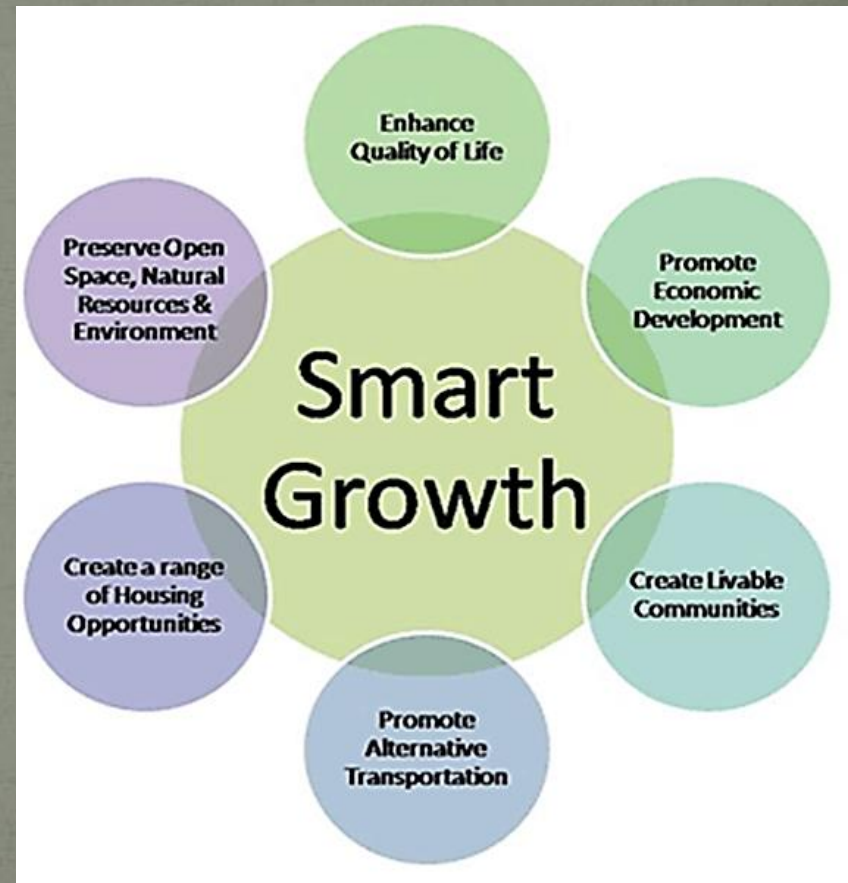 Enhance
Quality of Life
Promote
Economic
Development
Create Livable
Communities
Promote
Alternative
Transportation
Create a range
of Housing
Opportunities
Preserve Open
Space, Natural
Resources &
Environment
Smart
Growth